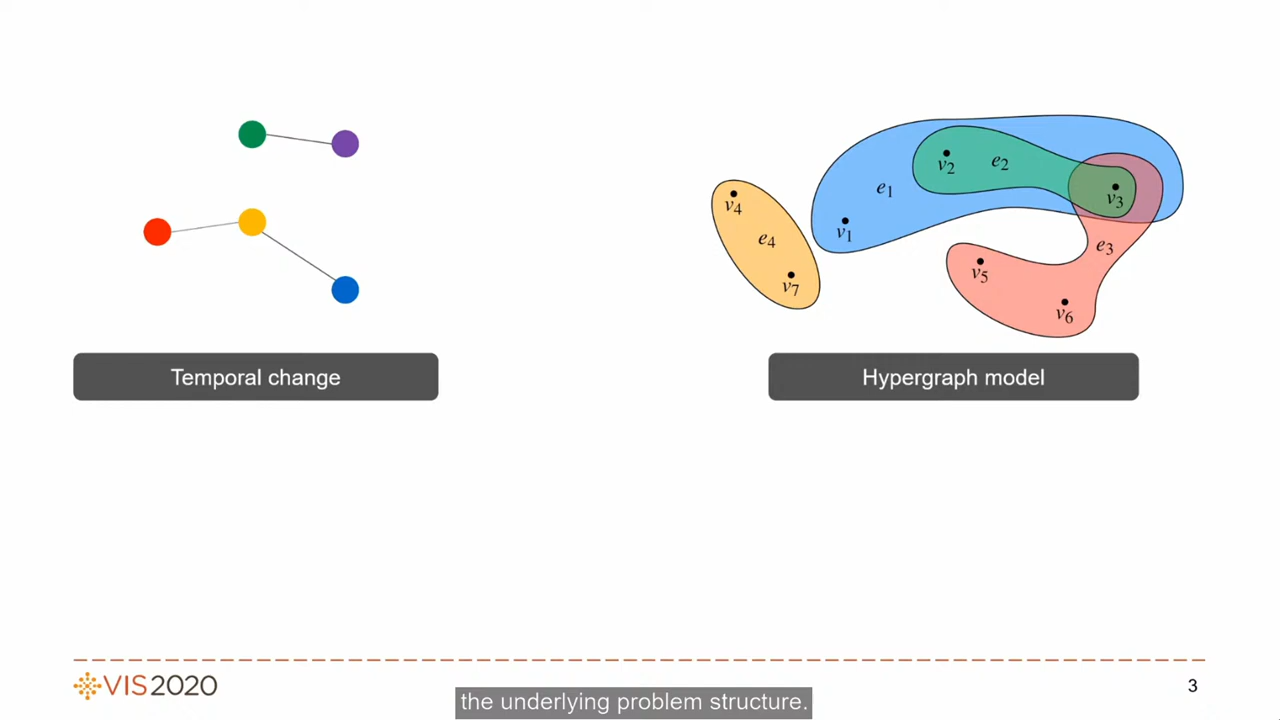 v2 e2
e1
v3
v4
v1
e4
e3
v5
v7
v6
Temporal change
Hypergraph model
VIS2020
3
the underlying problem structure.